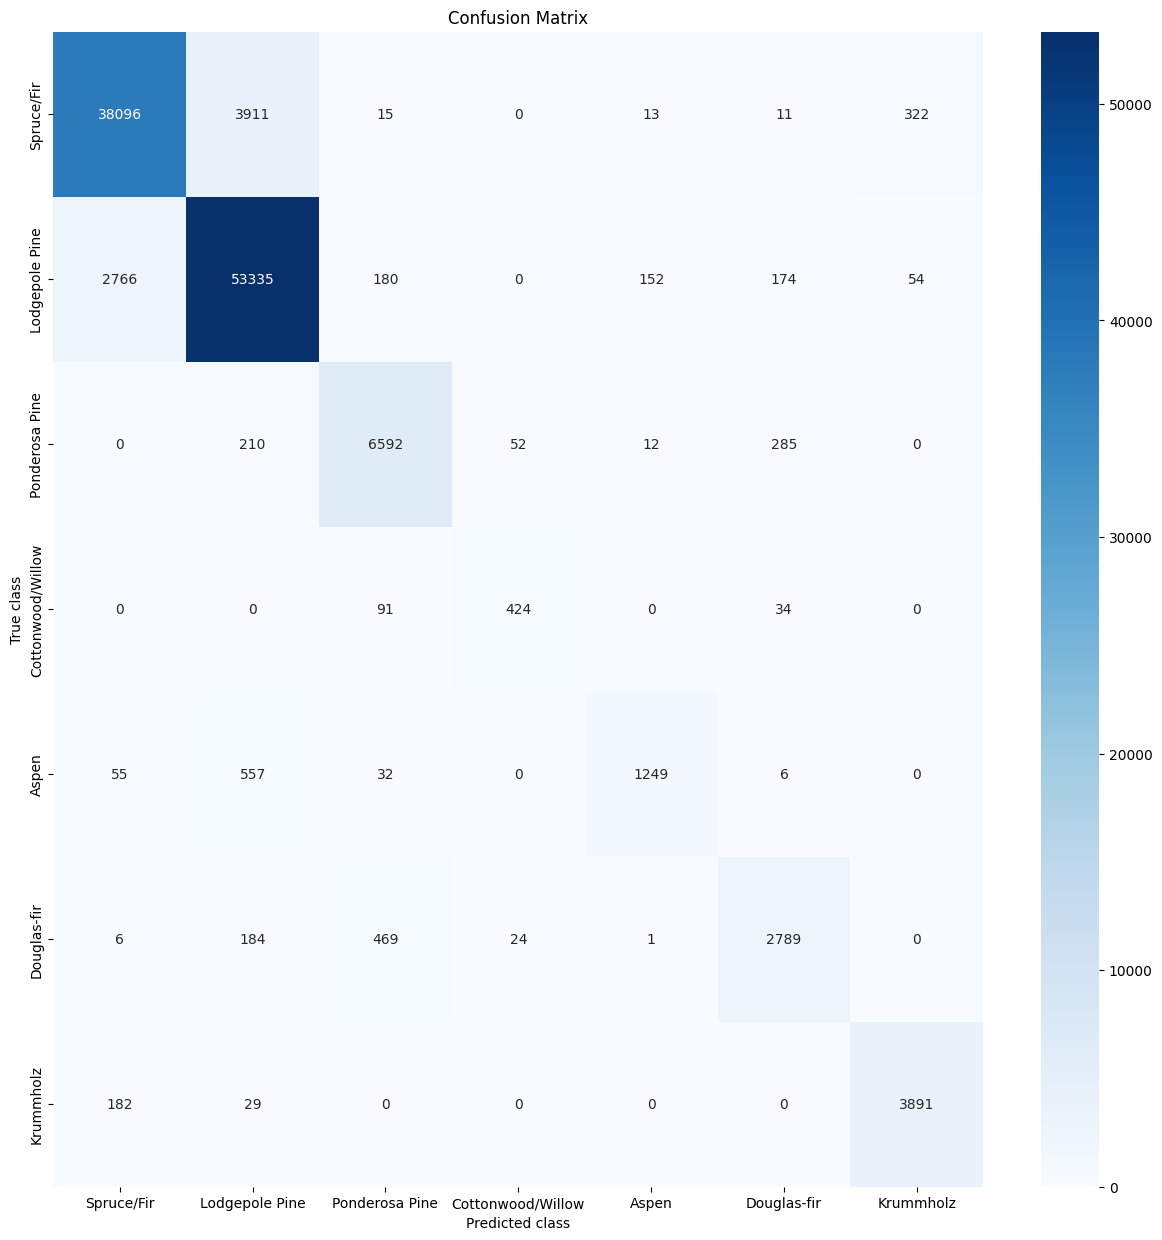 Confusion Matrix
Spruce/Fir 38096 3911 15 0 13 11 322
Lodgepole Pine 2766 53335 180 0 152 174 54
Ponderosa Pine 0 210 6592 52 12 285 0
Cottonwood/Willow 0 0 91 424 0 34 0
Aspen 55 557 32 0 1249 6 0
Douglas-fir 6 184 469 24 1 2789 0
Krummholz 182 29 0 0 0 0 3891
True class
Spruce/Fir Lodgepole Pine Ponderosa Pine Cottonwood/Willow Aspen Douglas-fir Krummholz
Predicted class
50000
40000
30000
20000
10000
0